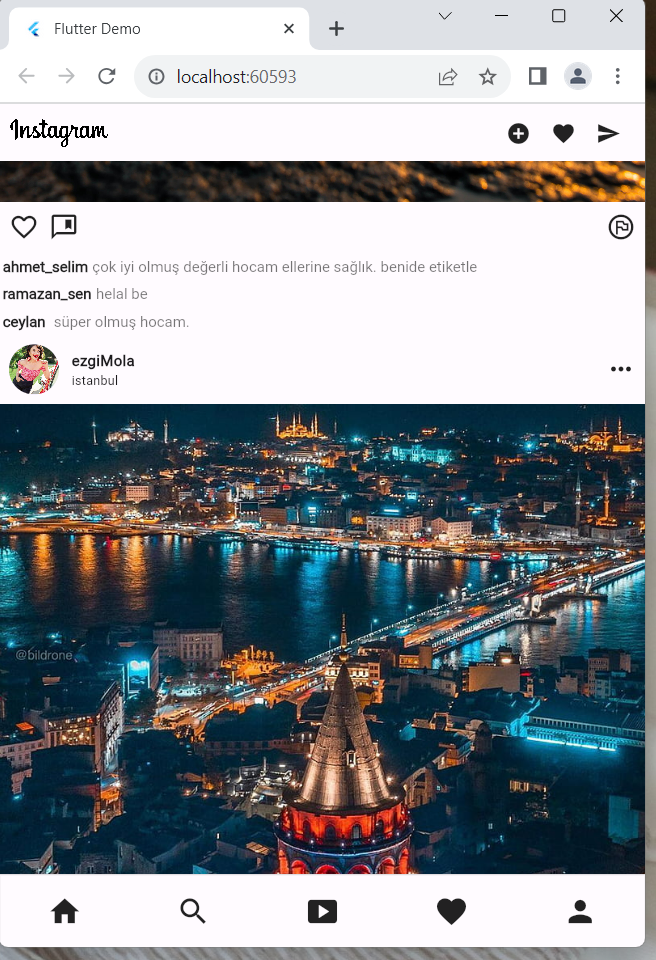 Flutter Demo
localhost:60593
Instagram
ahmet_selim çok iyi olmuş değerli hocam ellerine sağlık. benide etiketle
ramazan_sen helal be
ceylan süper olmuş hocam.
ezgiMola
istanbul
@bildrone